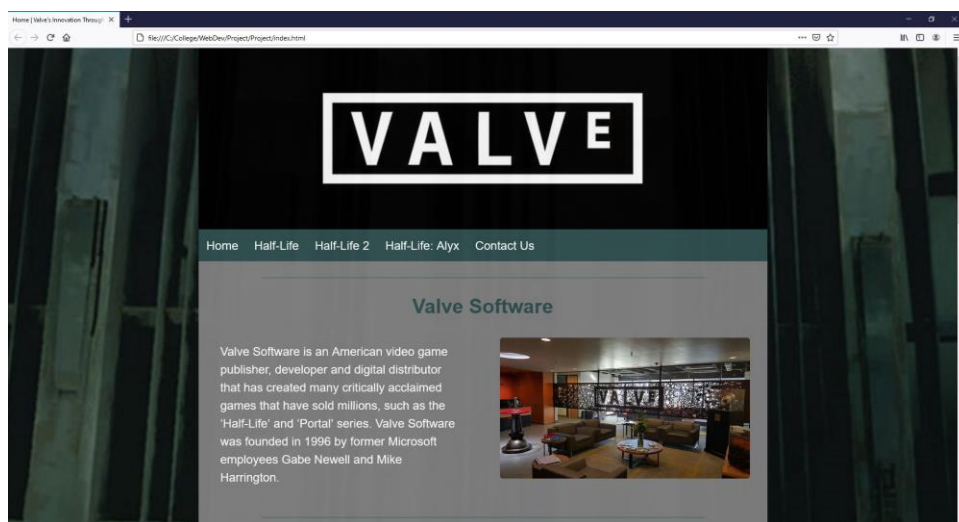 Home | Valve's Innovation Through
file:///C:/College/WebDev/Project/Project/index.html
VALVE
Home Half-Life Half-Life 2 Half-Life: Alyx Contact Us
Valve Software
Valve Software is an American video game
publisher, developer and digital distributor
that has created many critically acclaimed
games that have sold millions, such as the
'Half-Life' and 'Portal' series. Valve Software
was founded in 1996 by former Microsoft
employees Gabe Newell and Mike
Harrington.
VALVE